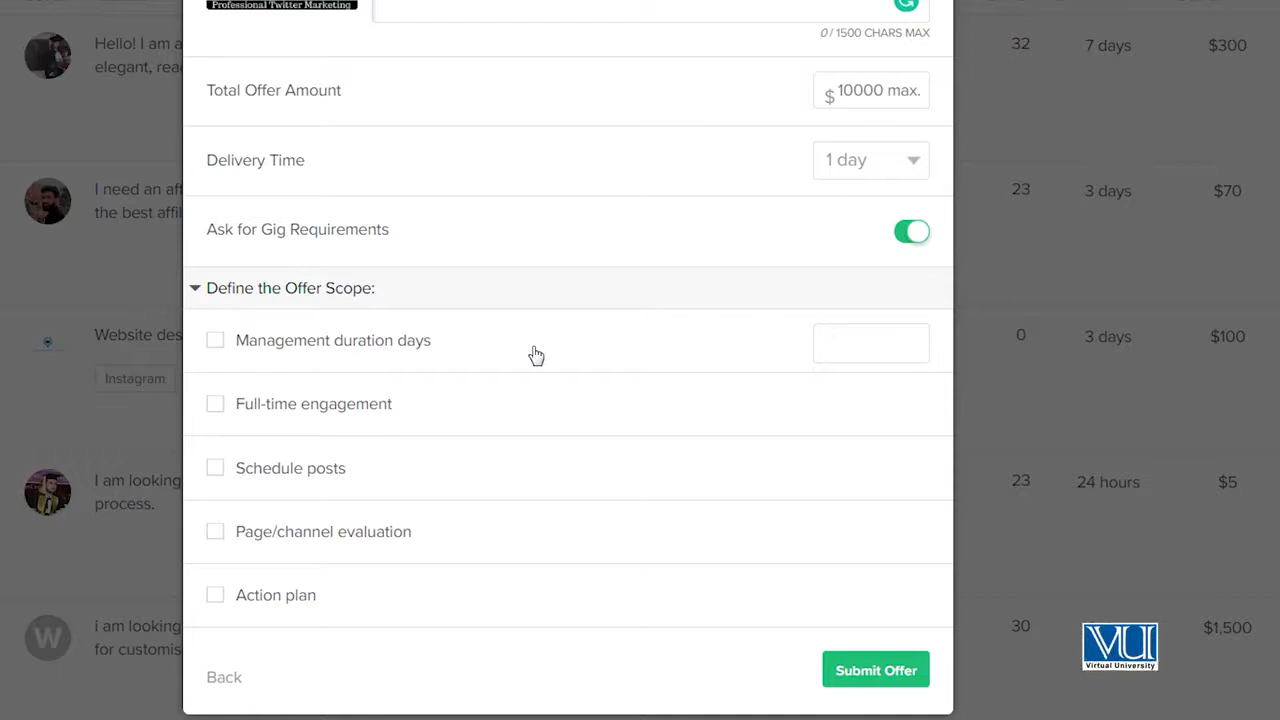 Professional Twitter Marketing
0 / 1500 CHARS MAX
Hello! I am a
elegant, rea
32
7 days
$300
Total Offer Amount
$ 10000 max.
Delivery Time
1 day
I need an aff
the best affil
23
3 days
$70
Ask for Gig Requirements
Define the Offer Scope:
Website des
Instagram
0
3 days
$100
Management duration days
Full-time engagement
Schedule posts
I am looking
process.
23
24 hours
$5
Page/channel evaluation
Action plan
W
i am looking
for customis
30
$1,500
VU
Virtual University
Back
Submit Offer